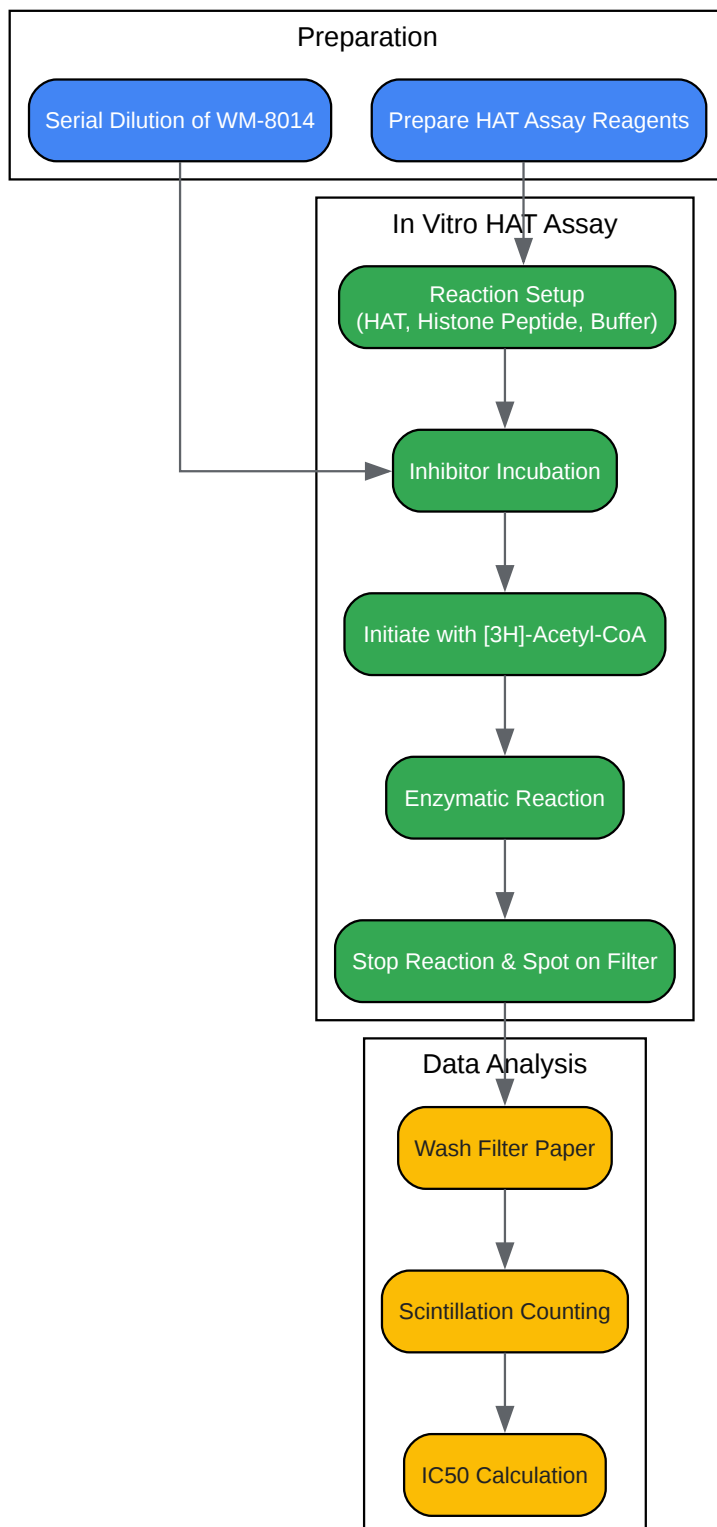 Preparation
Serial Dilution of WM-8014
Prepare HAT Assay Reagents
In Vitro HAT Assay
Reaction Setup
(HAT, Histone Peptide, Buffer)
Inhibitor Incubation
Initiate with [3H]-Acetyl-CoA
Enzymatic Reaction
Stop Reaction & Spot on Filter
Data Analysis
Wash Filter Paper
Scintillation Counting
IC50 Calculation